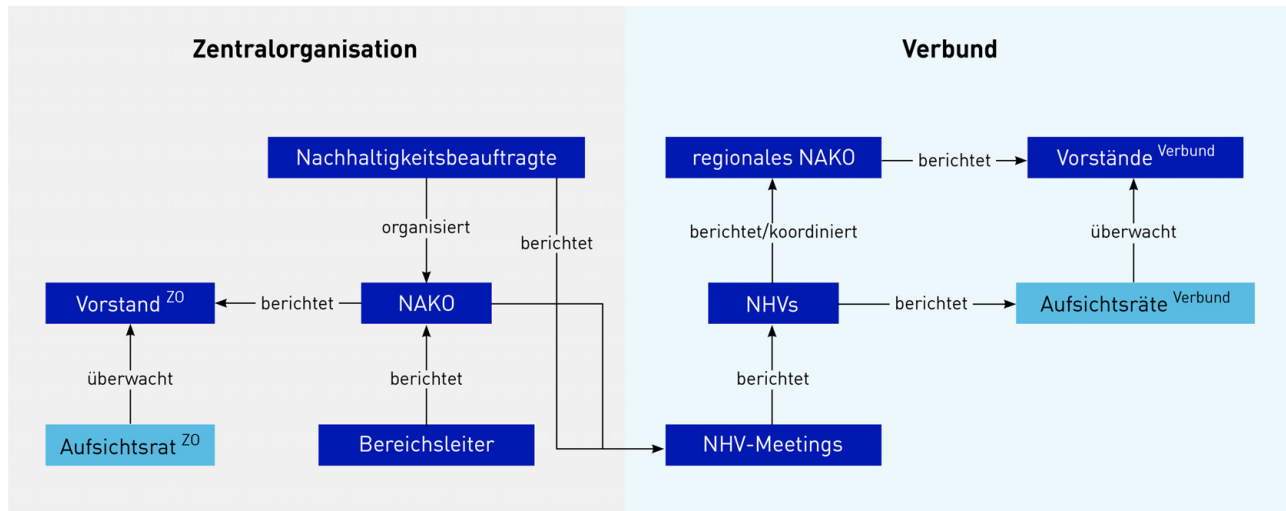 Zentralorganisation
Verbund
Nachhaltigkeitsbeauftragte
regionales NAKO
berichtet
Vorstände Verbund
organisiert
berichtet
berichtet/koordiniert
überwacht
Vorstand ZO
berichtet
NAKO
NHVs
berichtet
Aufsichtsräte Verbund
überwacht
berichtet
berichtet
Aufsichtsrat ZO
Bereichsleiter
NHV-Meetings